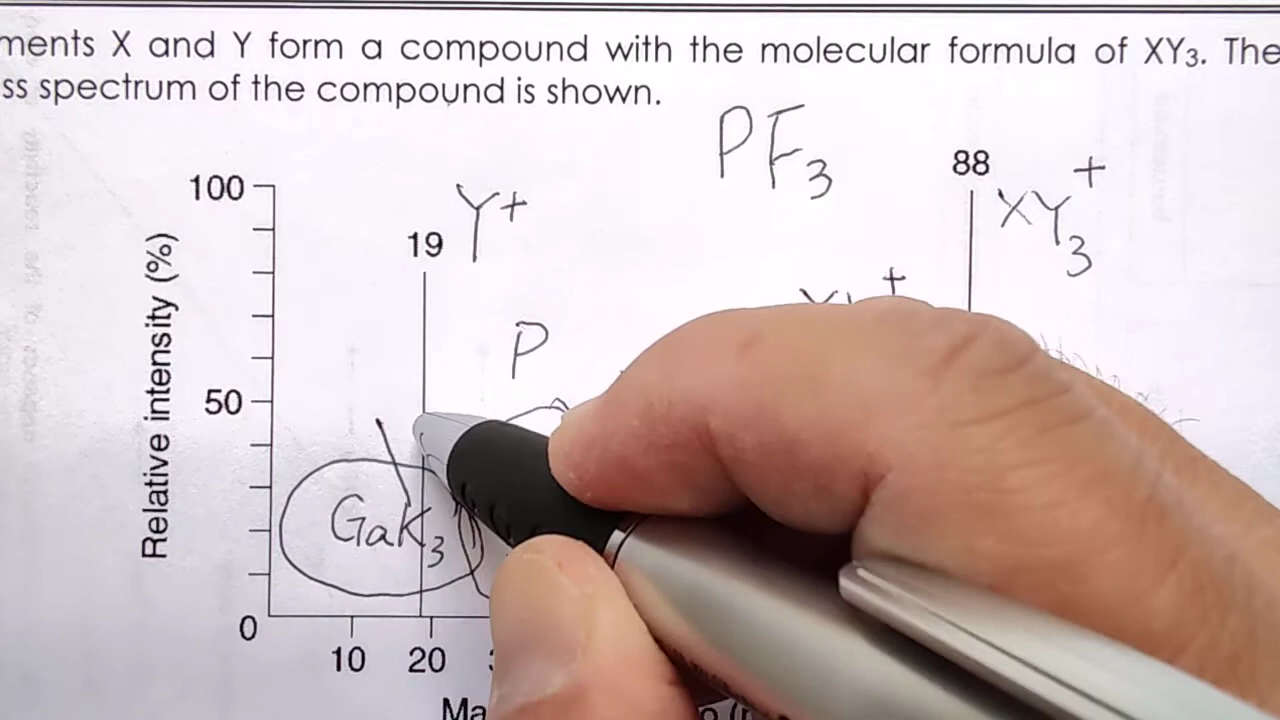 ments X and Y form a compound with the molecular formula of XY₃. The
ss spectrum of the compound is shown.
PF₃
88
XY₃⁺
100
19
Y⁺
P
Relative intensity (%)
50
GaK₃
0
10 20
Ma